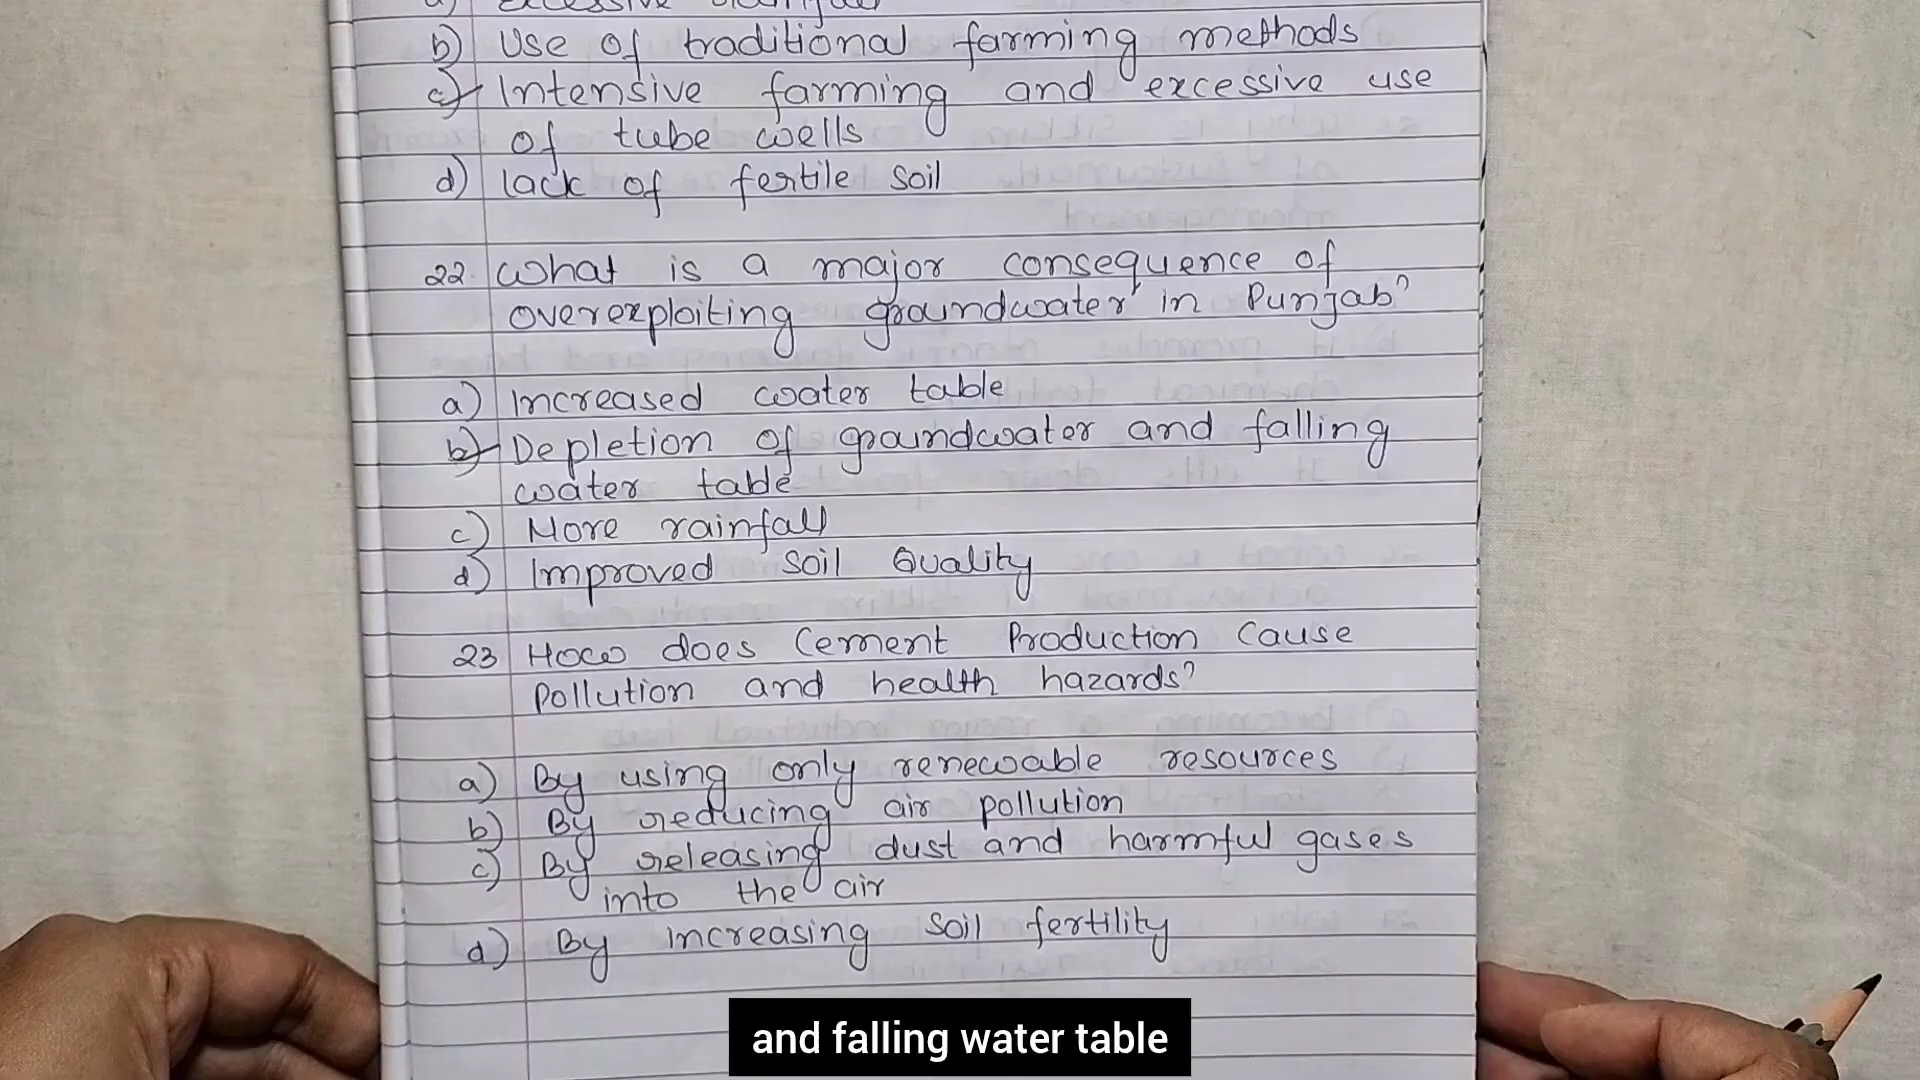 a) Excessive rainfall
b) Use of traditional farming methods
c) Intensive farming and excessive use
of tube wells
d) lack of fertile soil
22. What is a major consequence of
overexploiting groundwater in Punjab?
a) Increased water table
b) Depletion of groundwater and falling
water table
c) More rainfall
d) Improved soil Quality
23 How does Cement Production Cause
Pollution and health hazards?
a) By using only renewable resources
b) By reducing air pollution
c) By releasing dust and harmful gases
into the air
d) By increasing soil fertility
and falling water table